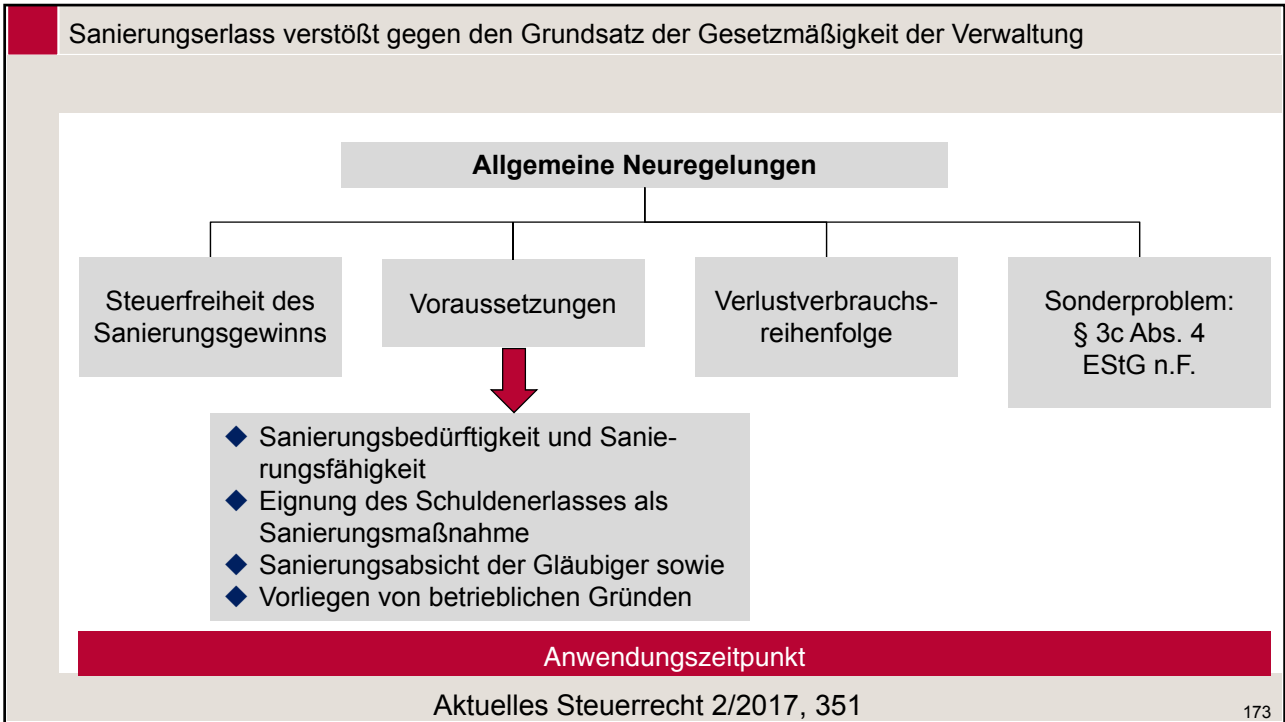 Sanierungserlass verstößt gegen den Grundsatz der Gesetzmäßigkeit der Verwaltung
Allgemeine Neuregelungen
Steuerfreiheit des
Sanierungsgewinns
Voraussetzungen
Verlustverbrauchs-
reihenfolge
Sonderproblem:
§ 3c Abs. 4
EStG n.F.
Sanierungsbedürftigkeit und Sanie-
rungsfähigkeit
Eignung des Schuldenerlasses als
Sanierungsmaßnahme
Sanierungsabsicht der Gläubiger sowie
Vorliegen von betrieblichen Gründen
Anwendungszeitpunkt
Aktuelles Steuerrecht 2/2017, 351
173